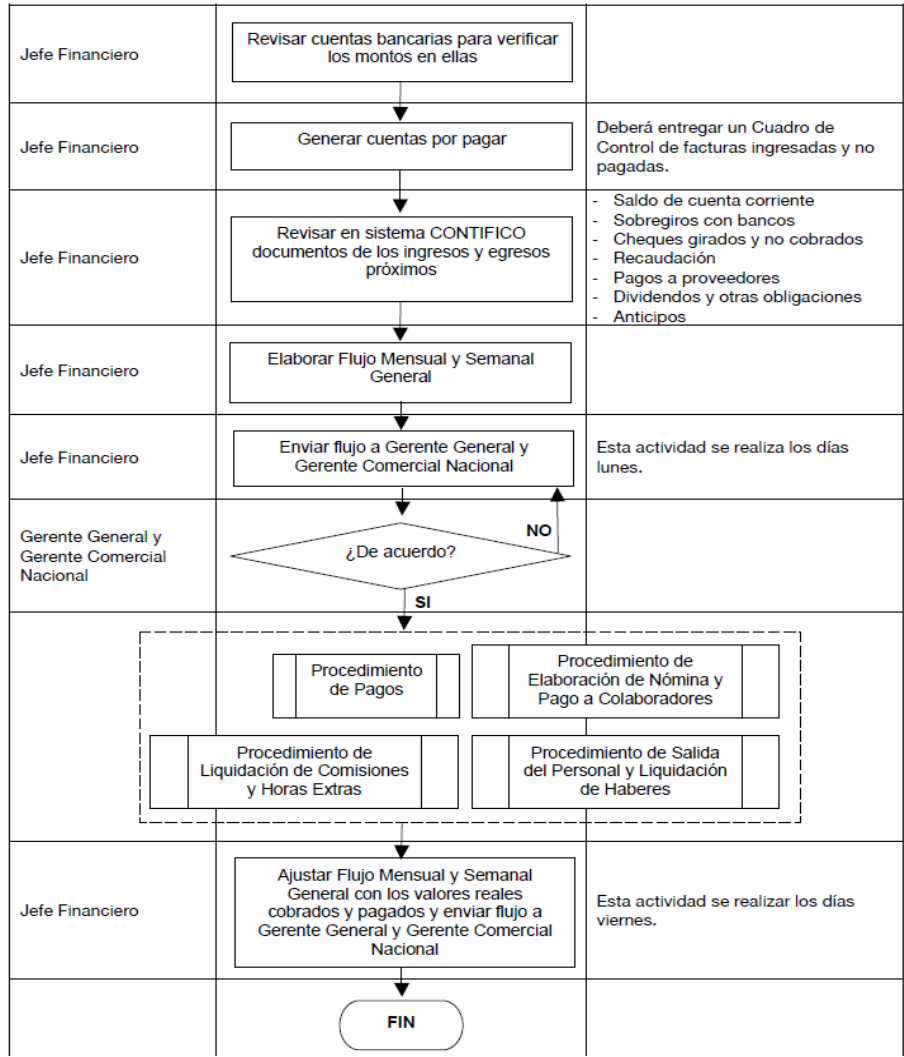 Jefe Financiero
Revisar cuentas bancarias para verificar
los montos en ellas
Jefe Financiero
Generar cuentas por pagar
Deberá entregar un Cuadro de
Control de facturas ingresadas y no
pagadas.
Jefe Financiero
Revisar en sistema CONTIFICO
documentos de los ingresos y egresos
próximos
- Saldo de cuenta corriente
- Sobregiros con bancos
- Cheques girados y no cobrados
- Recaudación
- Pagos a proveedores
- Dividendos y otras obligaciones
- Anticipos
Jefe Financiero
Elaborar Flujo Mensual y Semanal
General
Jefe Financiero
Enviar flujo a Gerente General y
Gerente Comercial Nacional
Esta actividad se realiza los días
lunes.
Gerente General y
Gerente Comercial
Nacional
¿De acuerdo?
NO
SI
Procedimiento
de Pagos
Procedimiento de
Elaboración de Nómina y
Pago a Colaboradores
Procedimiento de
Liquidación de Comisiones
y Horas Extras
Procedimiento de Salida
del Personal y Liquidación
de Haberes
Jefe Financiero
Ajustar Flujo Mensual y Semanal
General con los valores reales
cobrados y pagados y enviar flujo a
Gerente General y Gerente Comercial
Nacional
Esta actividad se realizar los días
viernes.
FIN